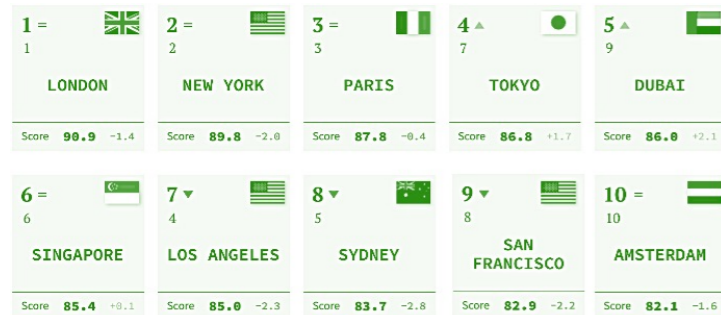 1 =
1
LONDON
Score 90.9 -1.4
2 =
2
NEW YORK
Score 89.8 -2.0
3 =
3
PARIS
Score 87.8 -0.4
4 ▲
7
TOKYO
Score 86.8 +1.7
5 ▲
9
DUBAI
Score 86.0 +2.1
6 =
6
SINGAPORE
Score 85.4 +0.1
7 ▼
4
LOS ANGELES
Score 85.0 -2.3
8 ▼
5
SYDNEY
Score 83.7 -2.8
9 ▼
8
SAN
FRANCISCO
Score 82.9 -2.2
10 =
10
AMSTERDAM
Score 82.1 -1.6